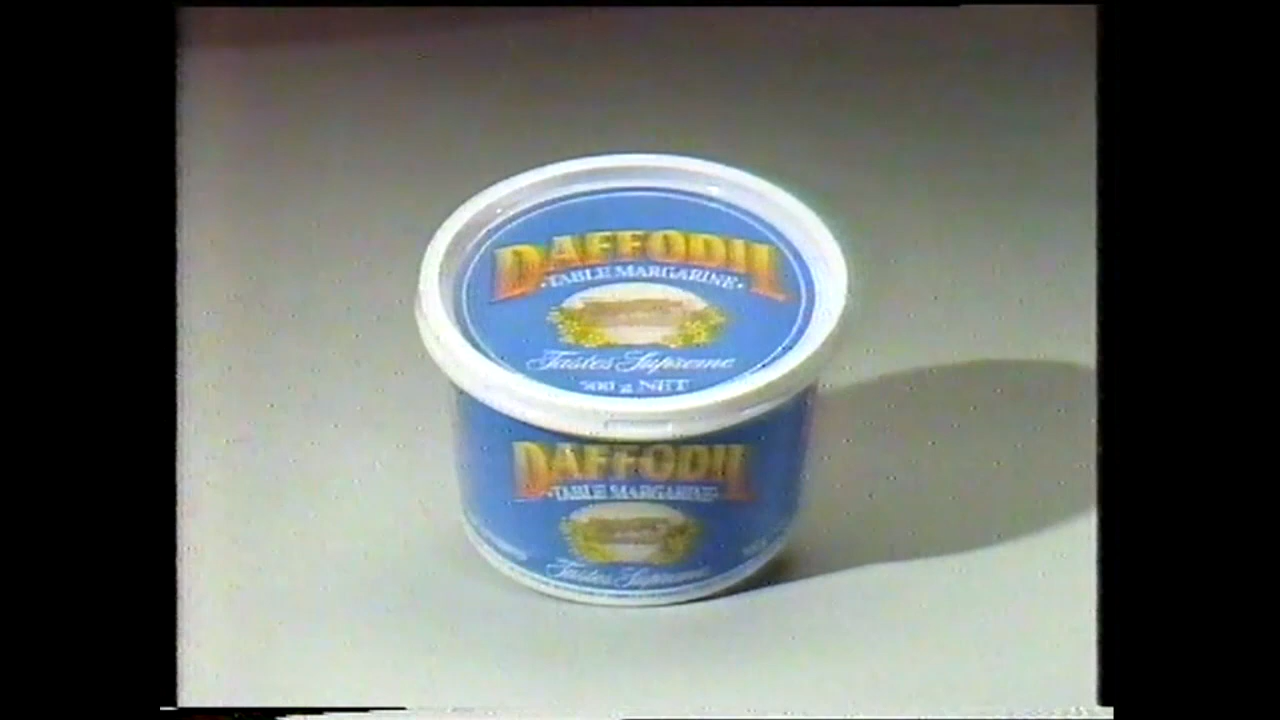 DAFFODIL
·TABLE MARGARINE·
Tastes Supreme
500 g NET
DAFFODIL
·TABLE MARGARINE·
Tastes Supreme